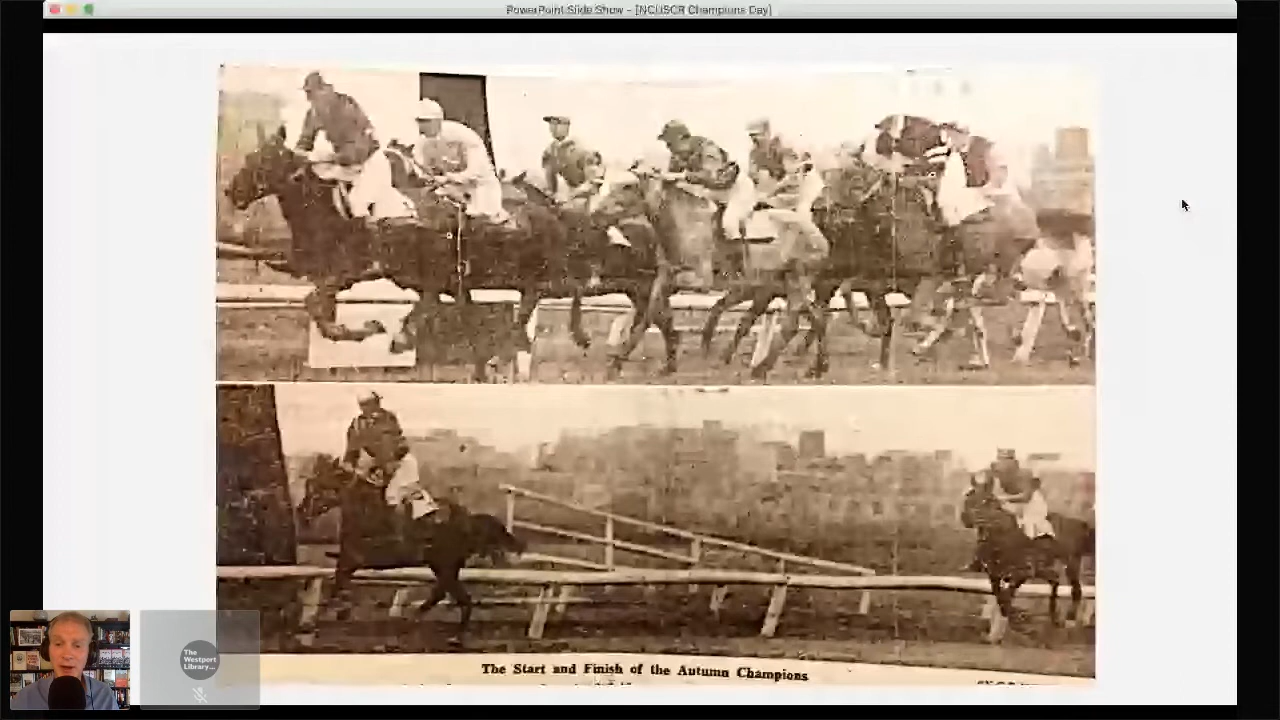 PowerPoint Slide Show - [NCUSCR Champions Day]
The Start and Finish of the Autumn Champions
The
Westport
Library...